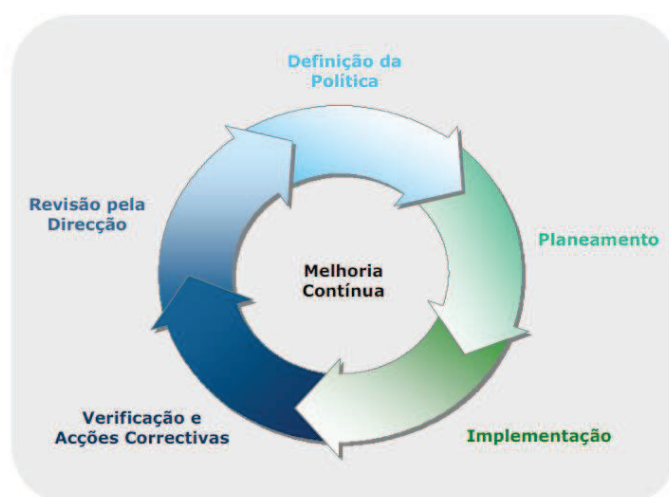 Definição da
Política
Planeamento
Implementação
Verificação e
Acções Correctivas
Revisão pela
Direcção
Melhoria
Contínua